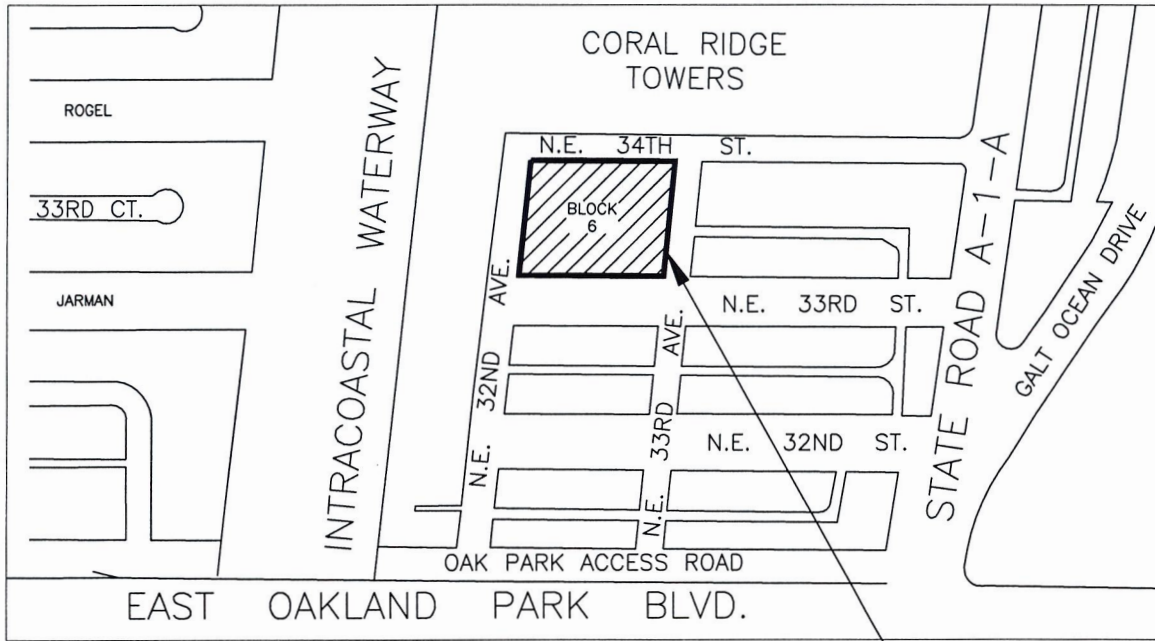 CORAL RIDGE
TOWERS
ROGEL
INTRACOASTAL WATERWAY
N.E. 34TH ST.
STATE ROAD A-1-A
33RD CT.
BLOCK
6
GALT OCEAN DRIVE
JARMAN
N.E. 32ND AVE.
N.E. 33RD ST.
N.E. 33RD AVE.
N.E. 32ND ST.
OAK PARK ACCESS ROAD
EAST OAKLAND PARK BLVD.